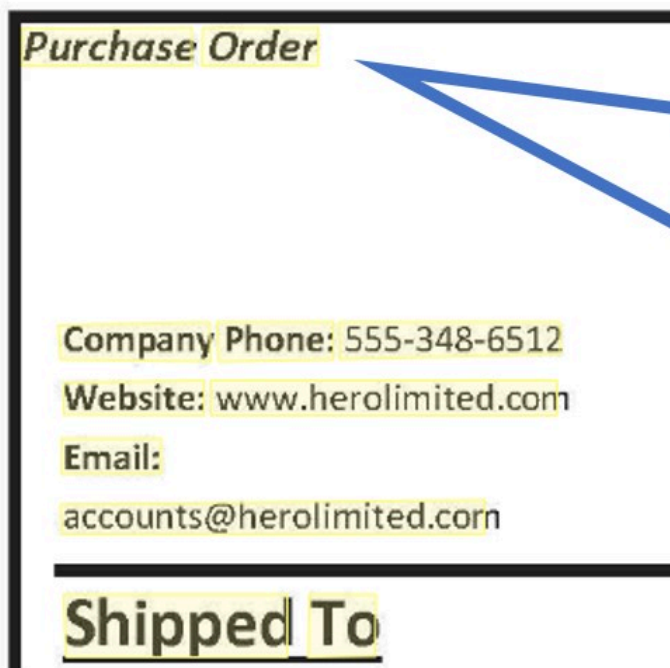 Purchase Order
Company Phone: 555-348-6512
Website: www.herolimited.com
Email:
accounts@herolimited.com
Shipped To